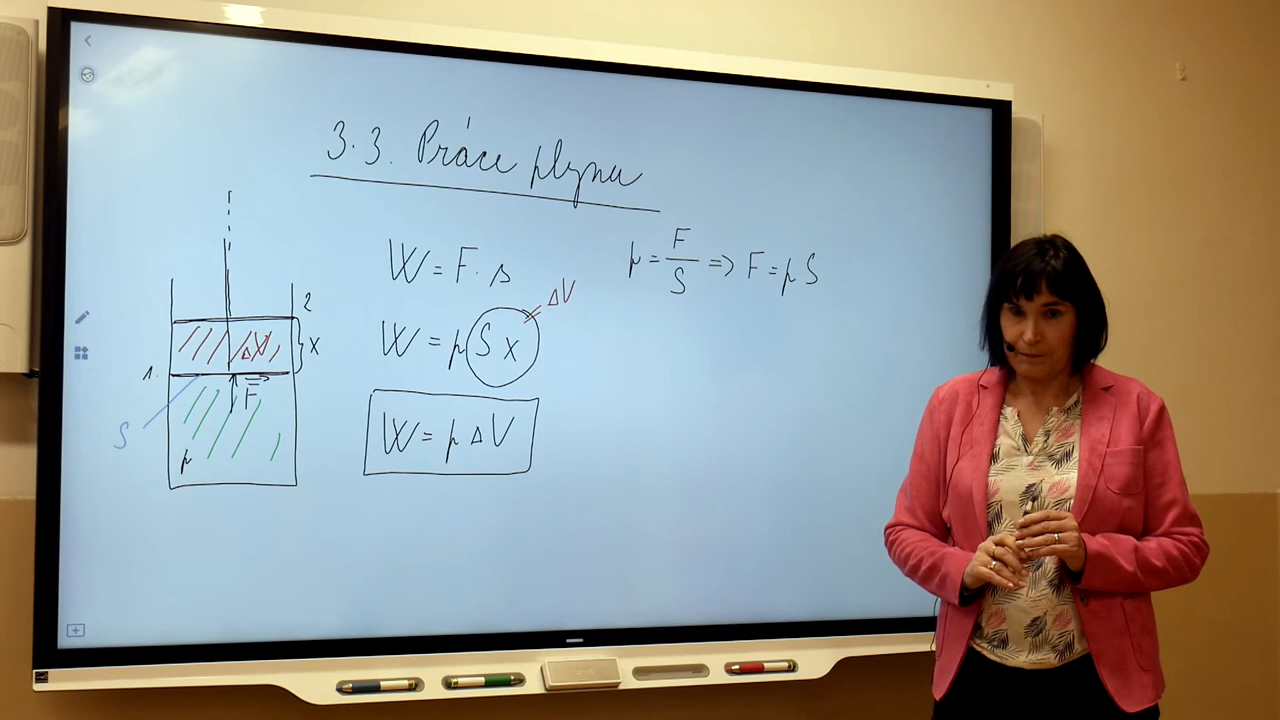 3.3. Práce plynu
W = F. s
p = F/S ⇒ F = p S
ΔV
W = p S x
W = p ΔV
2
ΔV
x
1.
F
S
p